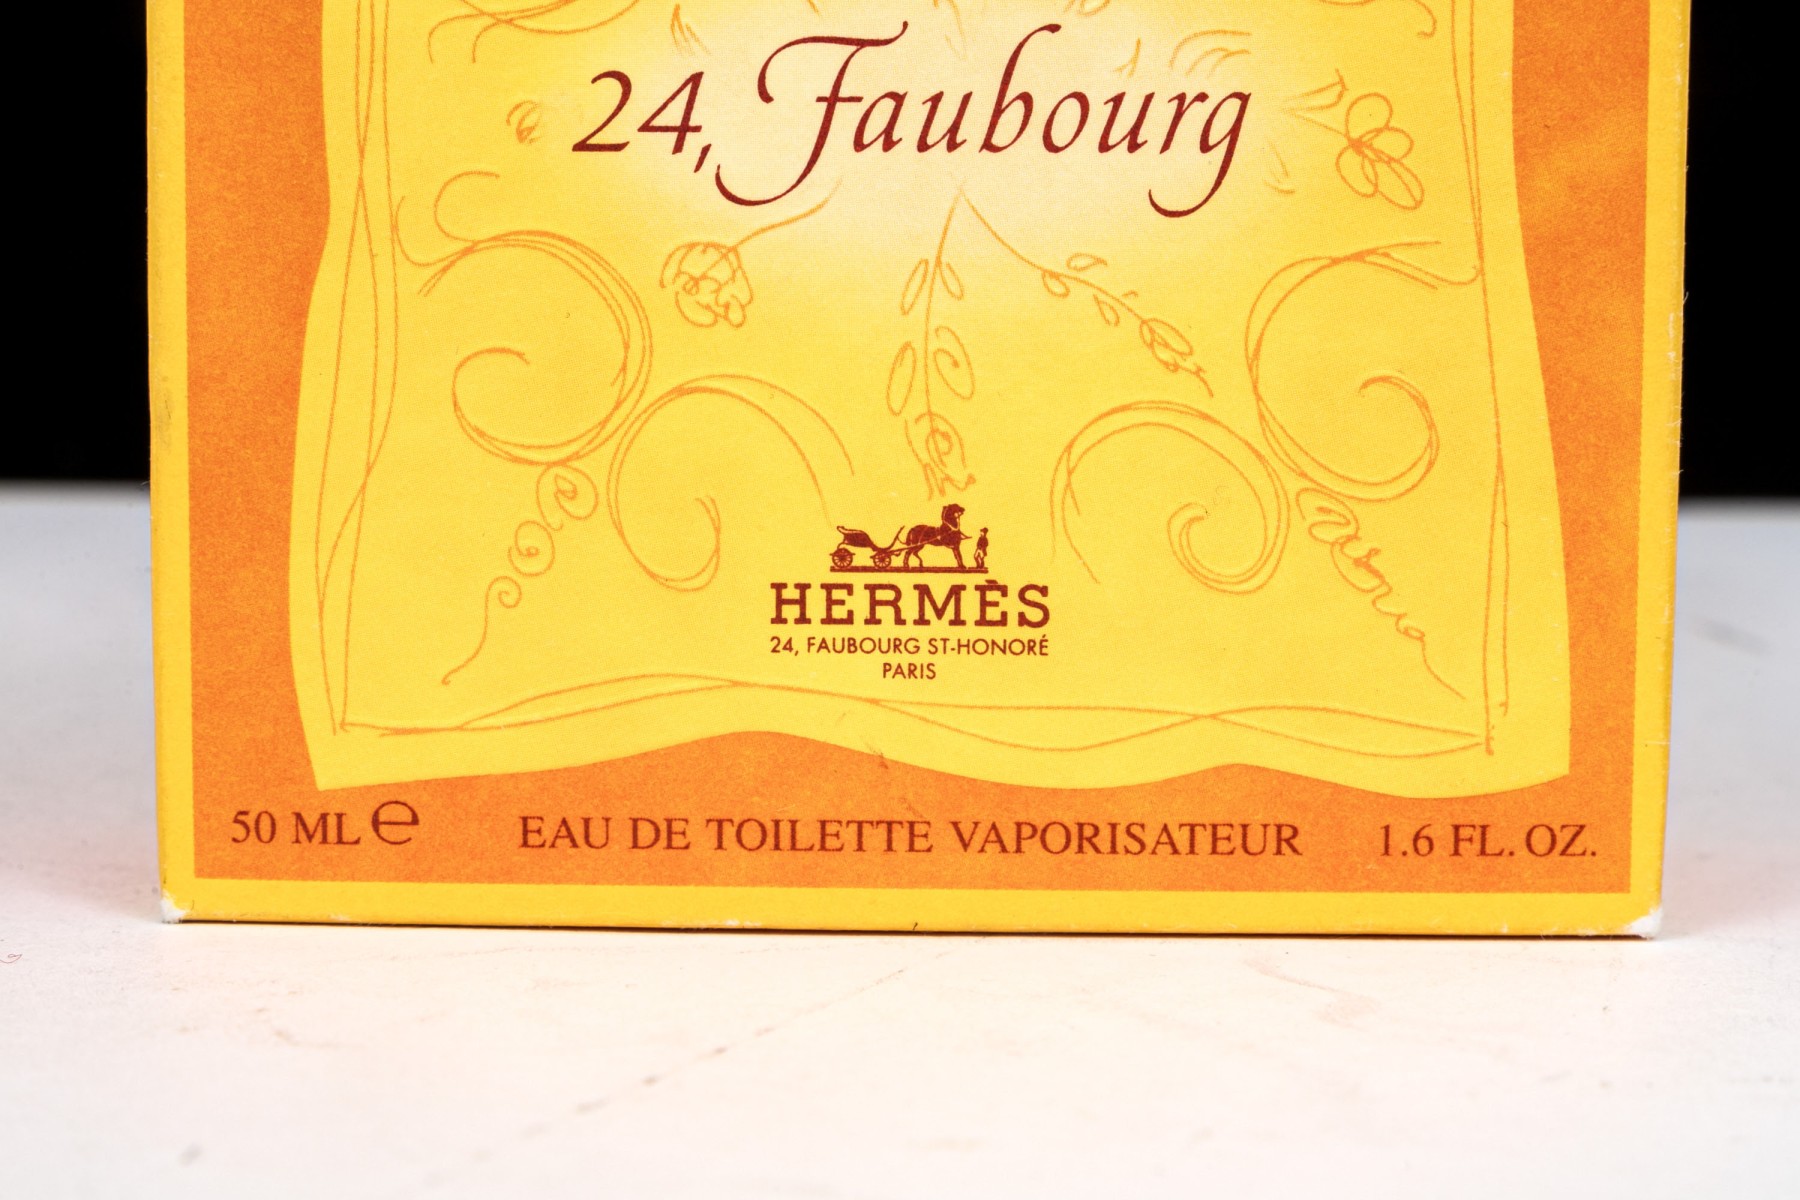 24, Faubourg
HERMÈS
24, FAUBOURG ST-HONORÉ
PARIS
50 ML ℮ EAU DE TOILETTE VAPORISATEUR 1.6 FL. OZ.